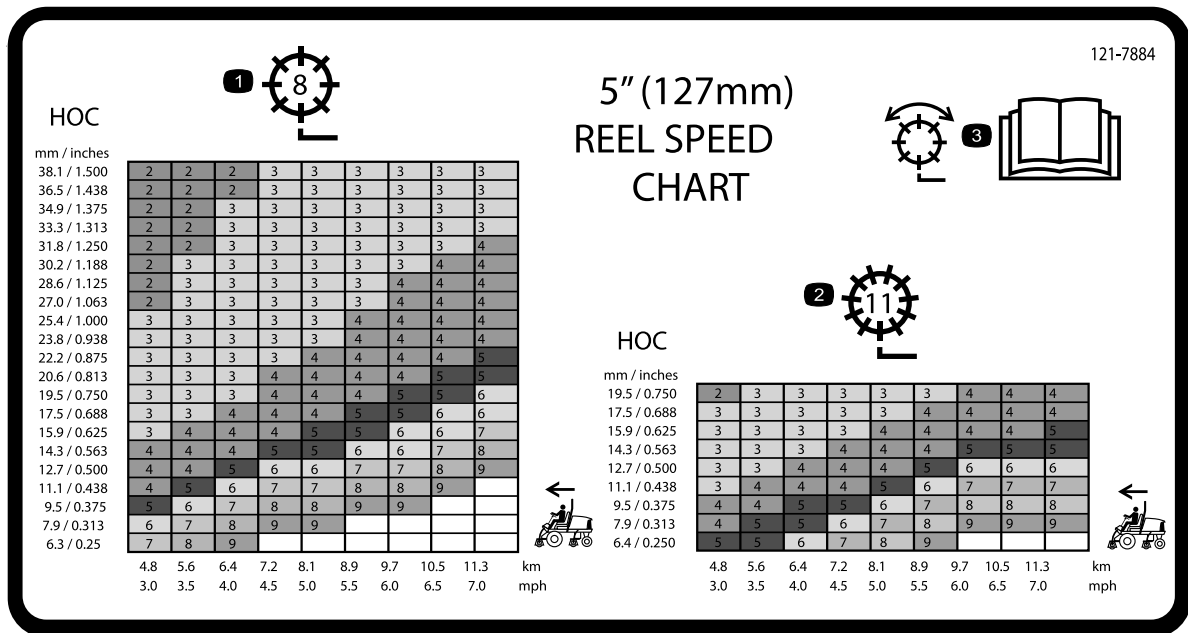 121-7884
1
8
5" (127mm)
REEL SPEED
CHART
3
HOC
mm / inches
38.1 / 1.500 2 2 2 3 3 3 3 3 3
36.5 / 1.438 2 2 2 3 3 3 3 3 3
34.9 / 1.375 2 2 3 3 3 3 3 3 3
33.3 / 1.313 2 2 3 3 3 3 3 3 3
31.8 / 1.250 2 2 3 3 3 3 3 3 4
30.2 / 1.188 2 3 3 3 3 3 3 4 4
28.6 / 1.125 2 3 3 3 3 3 4 4 4
27.0 / 1.063 2 3 3 3 3 3 4 4 4
25.4 / 1.000 3 3 3 3 3 4 4 4 4
23.8 / 0.938 3 3 3 3 3 4 4 4 4
22.2 / 0.875 3 3 3 3 4 4 4 4 5
20.6 / 0.813 3 3 3 4 4 4 4 5 5
19.5 / 0.750 3 3 3 4 4 4 5 5 6
17.5 / 0.688 3 3 4 4 4 5 5 6 6
15.9 / 0.625 3 4 4 4 5 5 6 6 7
14.3 / 0.563 4 4 4 5 5 6 6 7 8
12.7 / 0.500 4 4 5 6 6 7 7 8 9
11.1 / 0.438 4 5 6 7 7 8 8 9
9.5 / 0.375 5 6 7 8 8 9 9
7.9 / 0.313 6 7 8 9 9
6.3 / 0.25 7 8 9
4.8 5.6 6.4 7.2 8.1 8.9 9.7 10.5 11.3 km
3.0 3.5 4.0 4.5 5.0 5.5 6.0 6.5 7.0 mph
2
11
HOC
mm / inches
19.5 / 0.750 2 3 3 3 3 3 4 4 4
17.5 / 0.688 3 3 3 3 3 4 4 4 4
15.9 / 0.625 3 3 3 3 4 4 4 4 5
14.3 / 0.563 3 3 3 4 4 4 5 5 5
12.7 / 0.500 3 3 4 4 4 5 6 6 6
11.1 / 0.438 3 4 4 4 5 6 7 7 7
9.5 / 0.375 4 4 5 5 6 7 8 8 8
7.9 / 0.313 4 5 5 6 7 8 9 9 9
6.4 / 0.250 5 5 6 7 8 9
4.8 5.6 6.4 7.2 8.1 8.9 9.7 10.5 11.3 km
3.0 3.5 4.0 4.5 5.0 5.5 6.0 6.5 7.0 mph